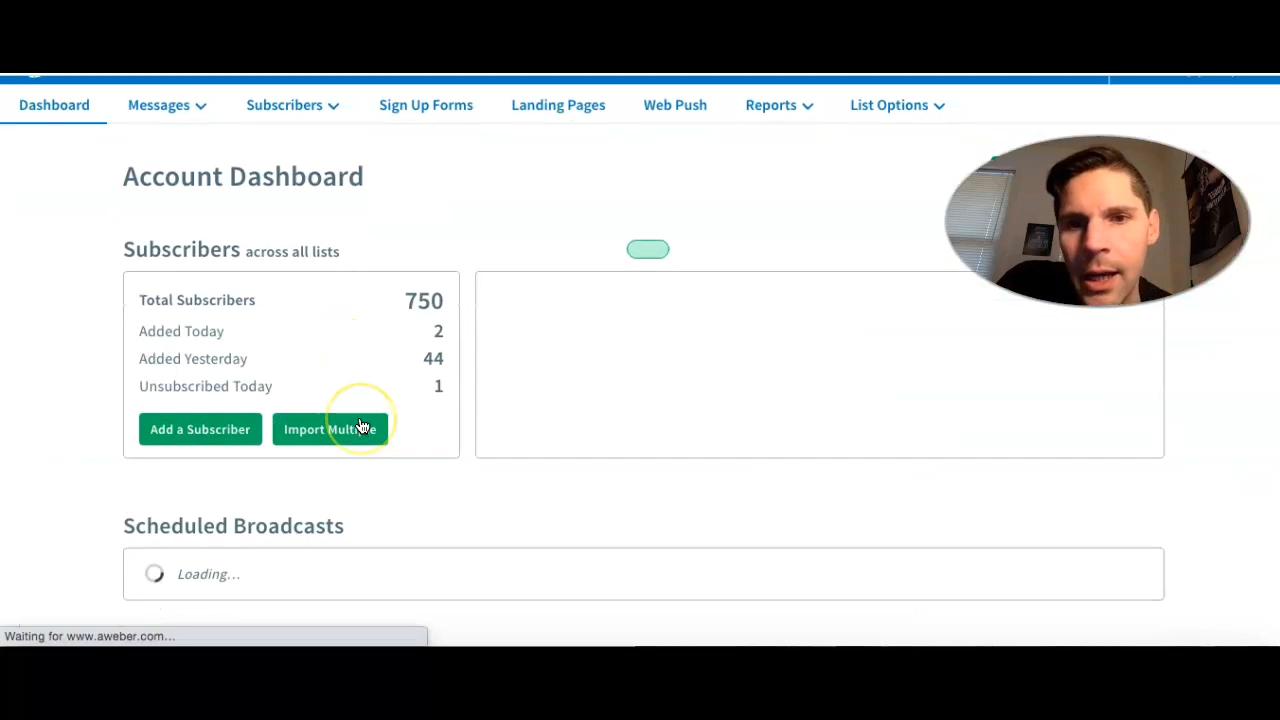 Dashboard Messages Subscribers Sign Up Forms Landing Pages Web Push Reports List Options
Account Dashboard
Subscribers across all lists
Total Subscribers 750
Added Today 2
Added Yesterday 44
Unsubscribed Today 1
Add a Subscriber Import Multiple
Scheduled Broadcasts
Loading...
Waiting for www.aweber.com...